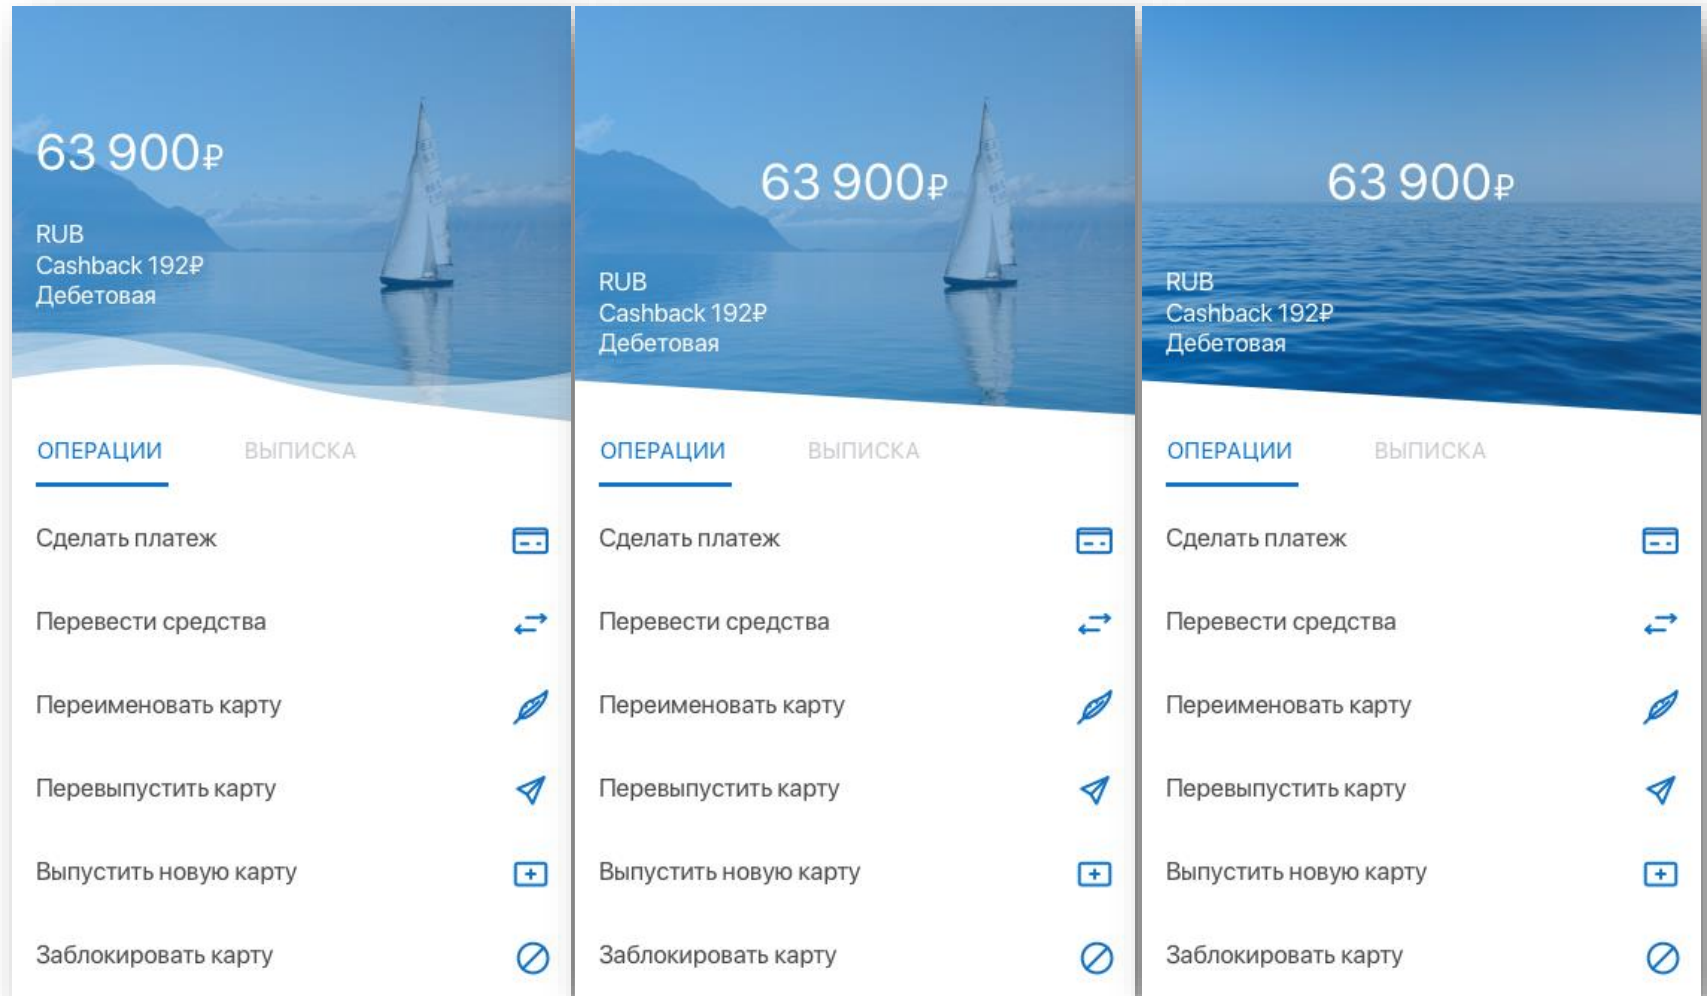 63 900₽
RUB
Cashback 192₽
Дебетовая
ОПЕРАЦИИ ВЫПИСКА
Сделать платеж
Перевести средства
Переименовать карту
Перевыпустить карту
Выпустить новую карту
Заблокировать карту
63 900₽
RUB
Cashback 192₽
Дебетовая
ОПЕРАЦИИ ВЫПИСКА
Сделать платеж
Перевести средства
Переименовать карту
Перевыпустить карту
Выпустить новую карту
Заблокировать карту
63 900₽
RUB
Cashback 192₽
Дебетовая
ОПЕРАЦИИ ВЫПИСКА
Сделать платеж
Перевести средства
Переименовать карту
Перевыпустить карту
Выпустить новую карту
Заблокировать карту